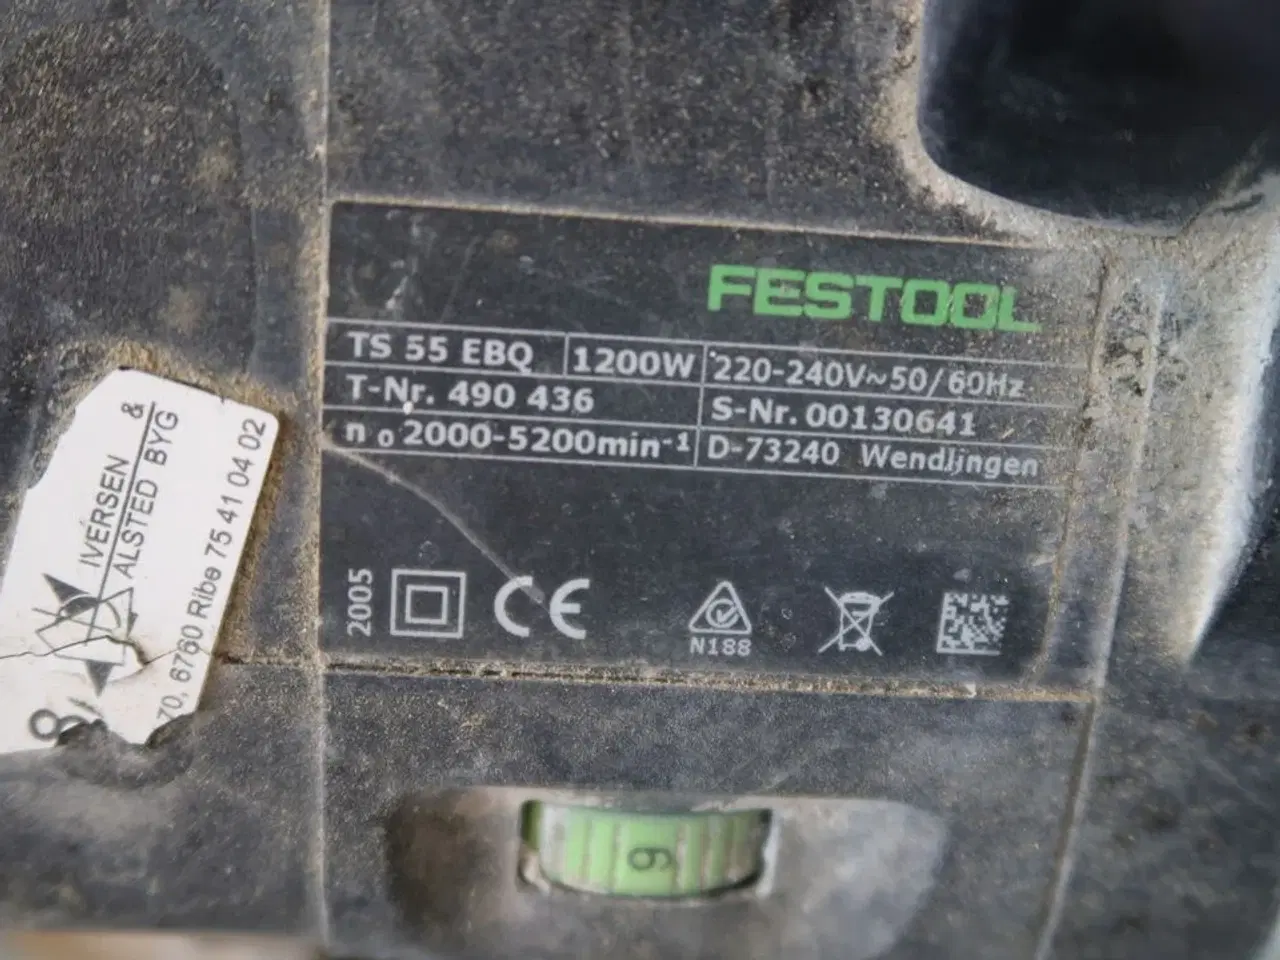 FESTOOL
TS 55 EBQ 1200W 220-240V~50/60Hz
T-Nr. 490 436 S-Nr. 00130641
n₀ 2000-5200min⁻¹ D-73240 Wendlingen
2005 CE N188
IVERSEN &
ALSTED BYG
70, 6760 Ribe 75 41 04 02
6